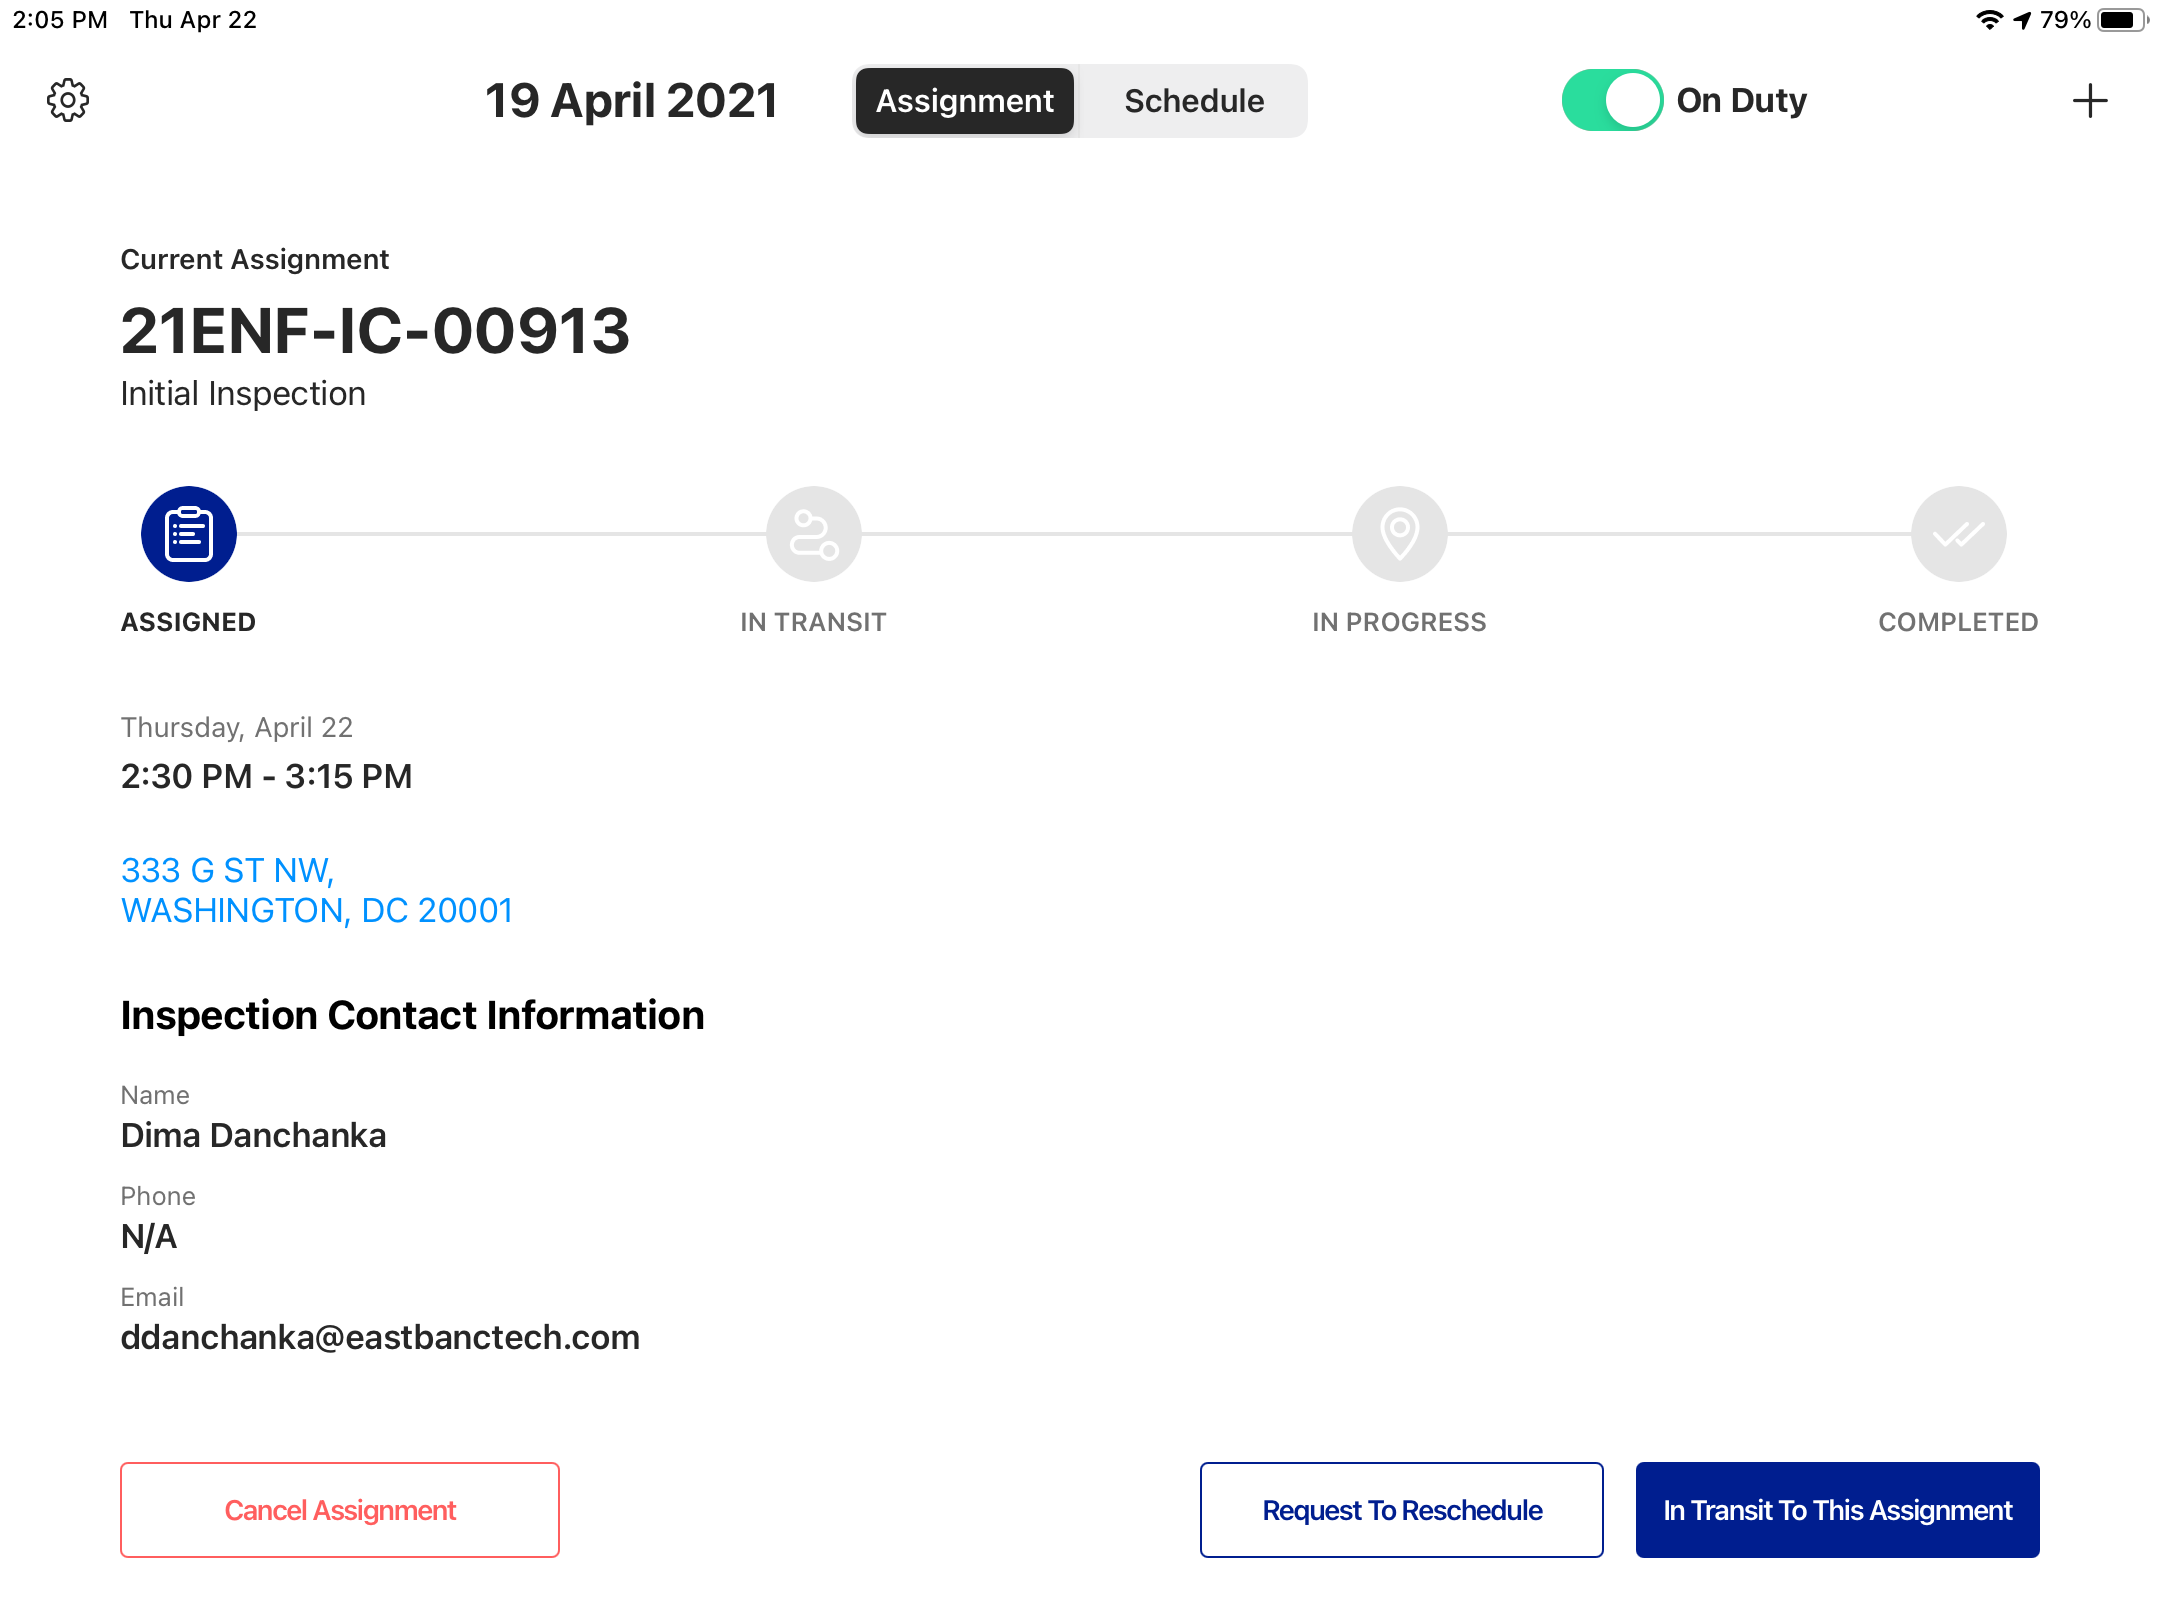 2:05 PM Thu Apr 22 79%
19 April 2021 Assignment Schedule On Duty
Current Assignment
21ENF-IC-00913
Initial Inspection
ASSIGNED IN TRANSIT IN PROGRESS COMPLETED
Thursday, April 22
2:30 PM - 3:15 PM
333 G ST NW,
WASHINGTON, DC 20001
Inspection Contact Information
Name
Dima Danchanka
Phone
N/A
Email
ddanchanka@eastbanctech.com
Cancel Assignment Request To Reschedule In Transit To This Assignment